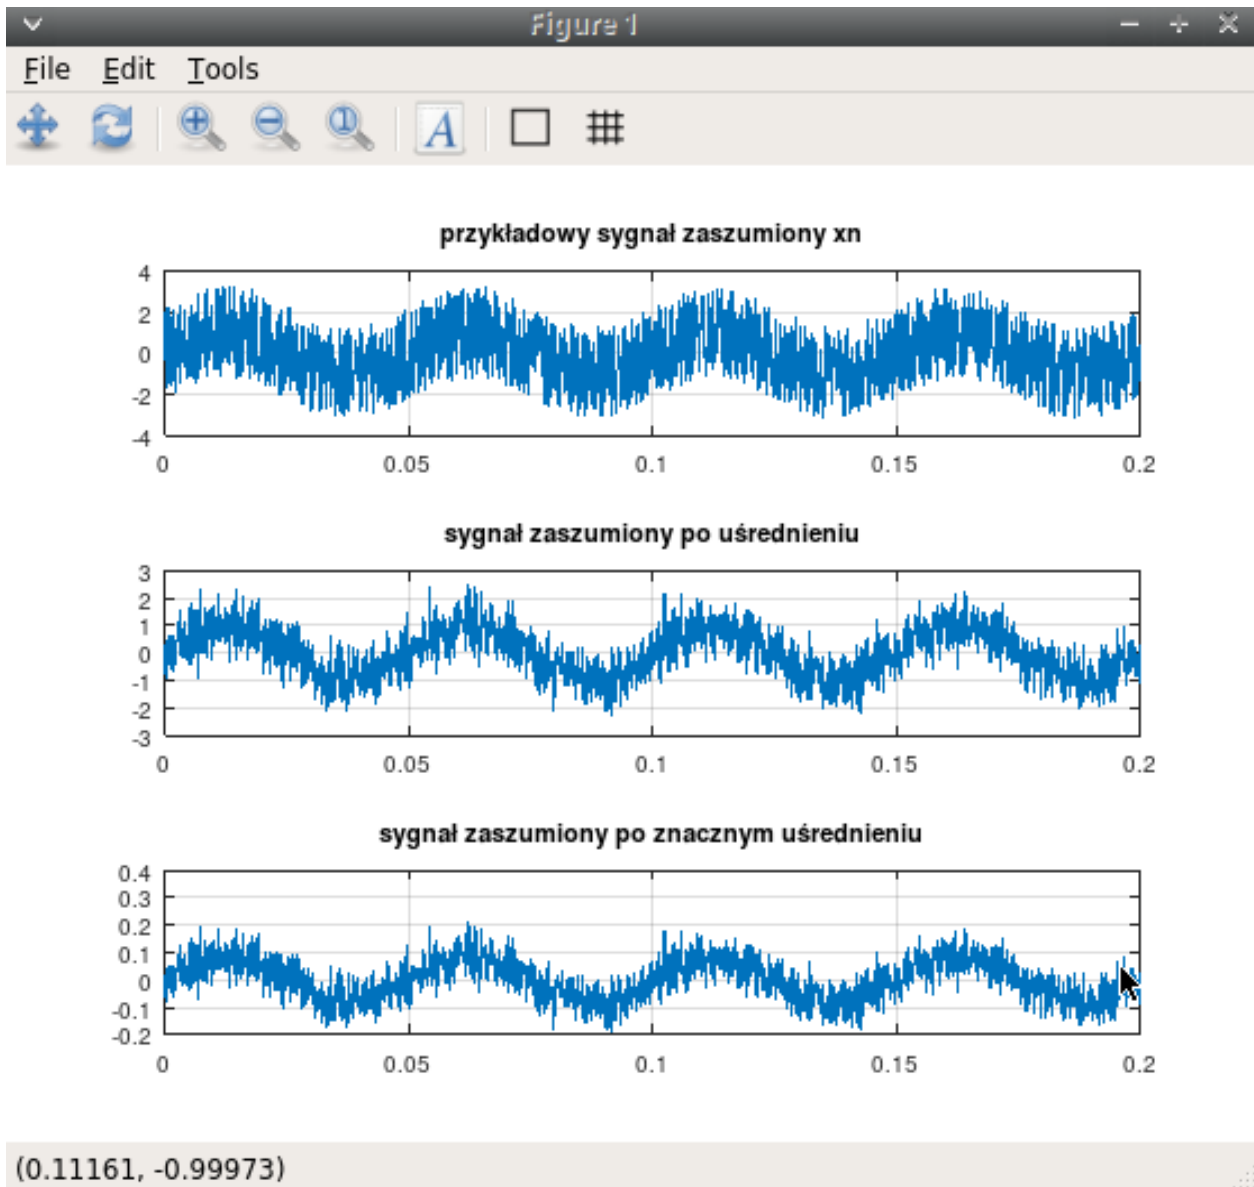 Figure 1
File Edit Tools
A
przykładowy sygnał zaszumiony xn
4
2
0
-2
-4
0 0.05 0.1 0.15 0.2
sygnał zaszumiony po uśrednieniu
3
2
1
0
-1
-2
-3
0 0.05 0.1 0.15 0.2
sygnał zaszumiony po znacznym uśrednieniu
0.4
0.3
0.2
0.1
0
-0.1
-0.2
0 0.05 0.1 0.15 0.2
(0.11161, -0.99973)